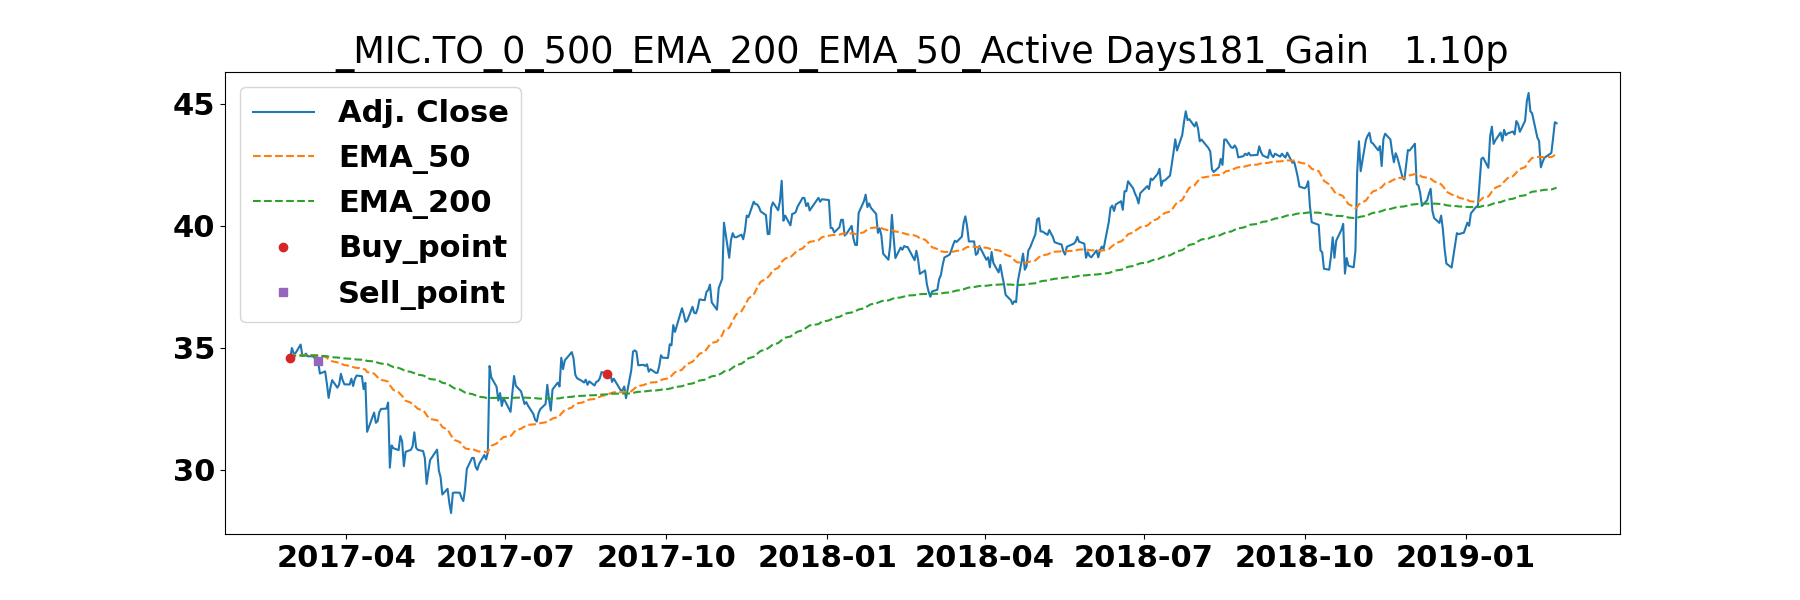 _MIC.TO_0_500_EMA_200_EMA_50_Active Days181_Gain   1.10p
45
40
35
30
Adj. Close
EMA_50
EMA_200
Buy_point
Sell_point
2017-04 2017-07 2017-10 2018-01 2018-04 2018-07 2018-10 2019-01